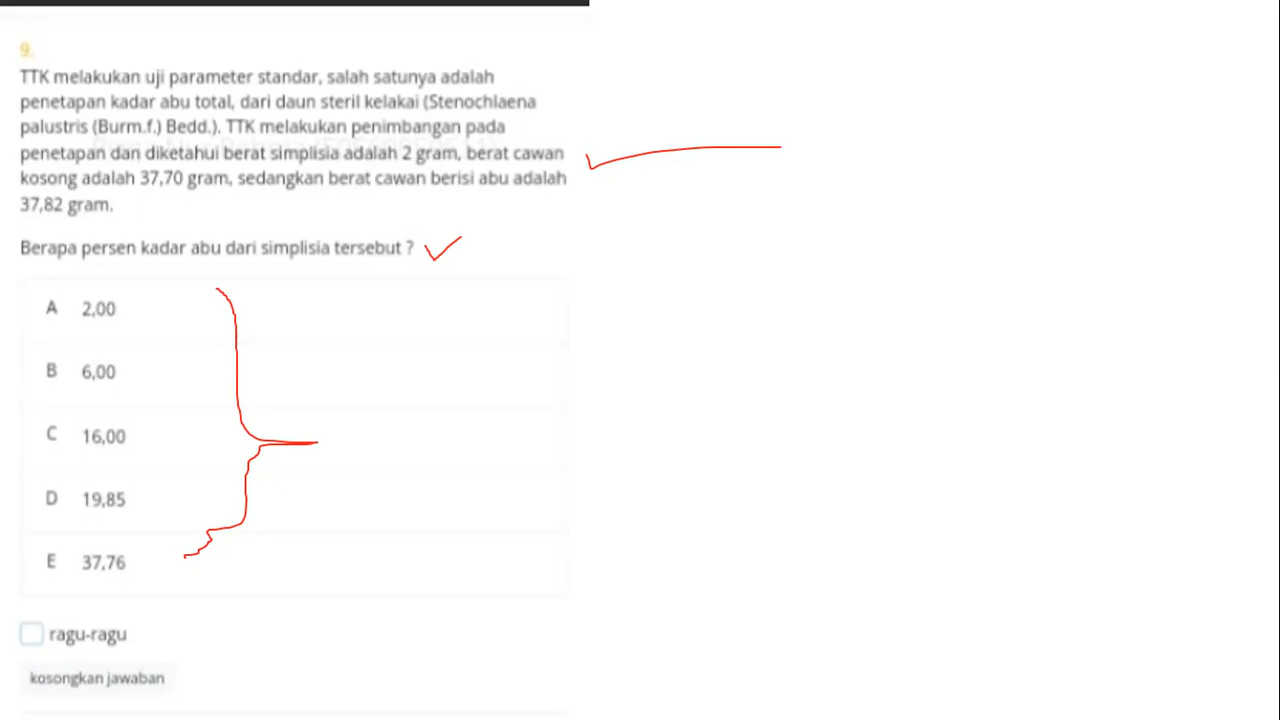 9.
TTK melakukan uji parameter standar, salah satunya adalah
penetapan kadar abu total, dari daun steril kelakai (Stenochlaena
palustris (Burm.f.) Bedd.). TTK melakukan penimbangan pada
penetapan dan diketahui berat simplisia adalah 2 gram, berat cawan
kosong adalah 37,70 gram, sedangkan berat cawan berisi abu adalah
37,82 gram.
Berapa persen kadar abu dari simplisia tersebut ?
A 2,00
B 6,00
C 16,00
D 19,85
E 37,76
ragu-ragu
kosongkan jawaban